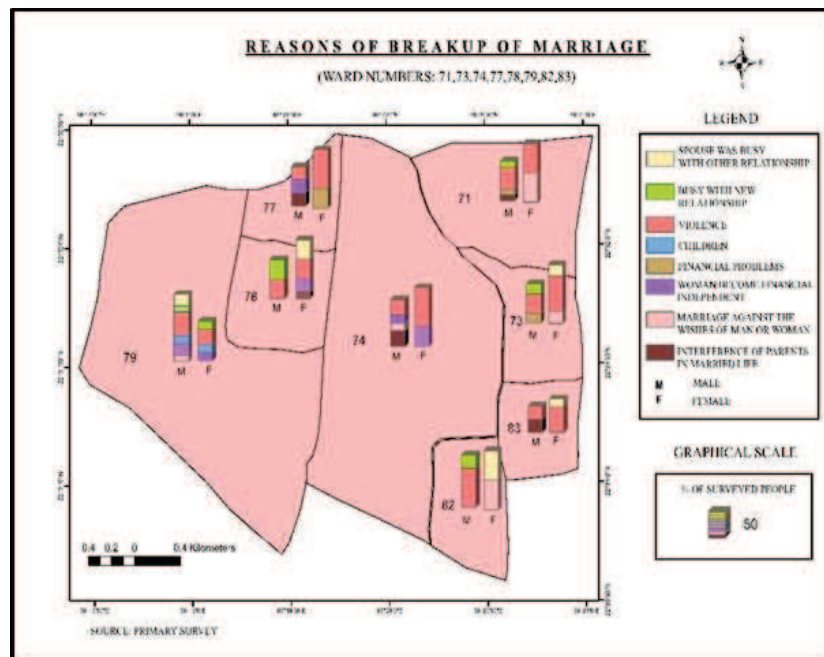 REASONS OF BREAKUP OF MARRIAGE
(WARD NUMBERS: 71,73,74,77,78,79,82,83)
N
LEGEND
SPOUSE WAS BUSY
WITH OTHER RELATIONSHIP
BUSY WITH NEW
RELATIONSHIP
VIOLENCE
CHILDREN
FINANCIAL PROBLEMS
WOMAN BECOME FINANCIAL
INDEPENDENT
MARRIAGE AGAINST THE
WISHES OF MAN OR WOMAN
INTERFERENCE OF PARENTS
IN MARRIED LIFE
M MALE
F FEMALE
GRAPHICAL SCALE
% OF SURVEYED PEOPLE
50
77
M F
71
M F
78
M F
79
M F
74
M F
73
M F
83
M F
82
M F
0.4 0.2 0 0.4 Kilometers
SOURCE: PRIMARY SURVEY